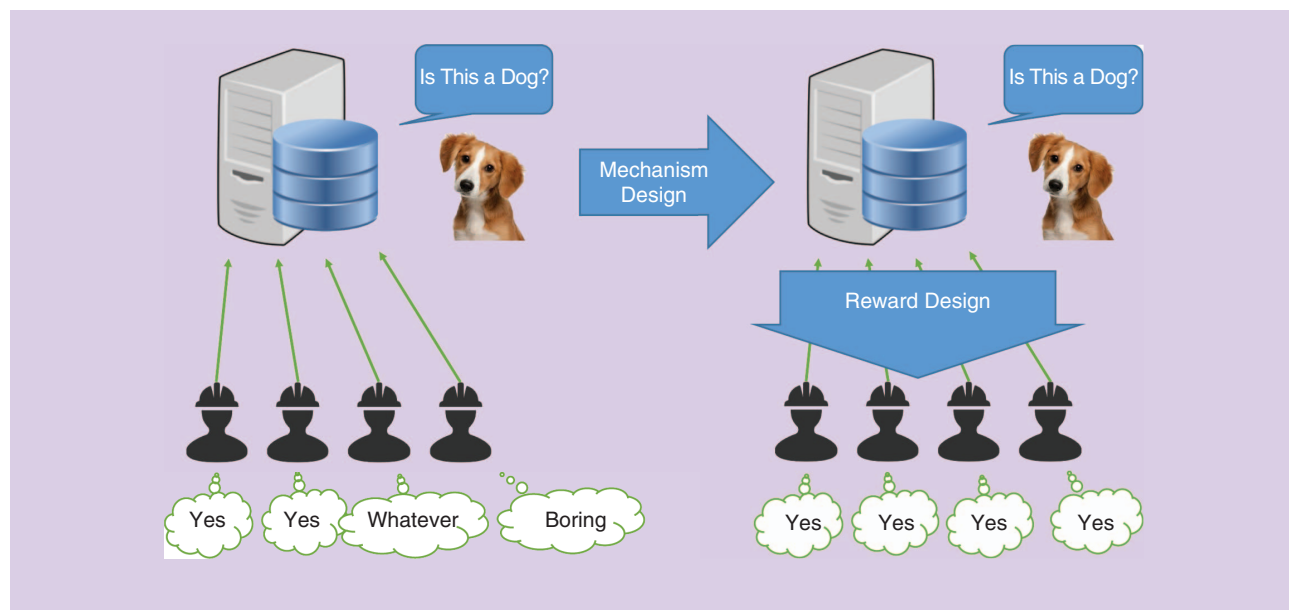 Is This a Dog?
Mechanism
Design
Is This a Dog?
Reward Design
Yes
Yes
Whatever
Boring
Yes
Yes
Yes
Yes